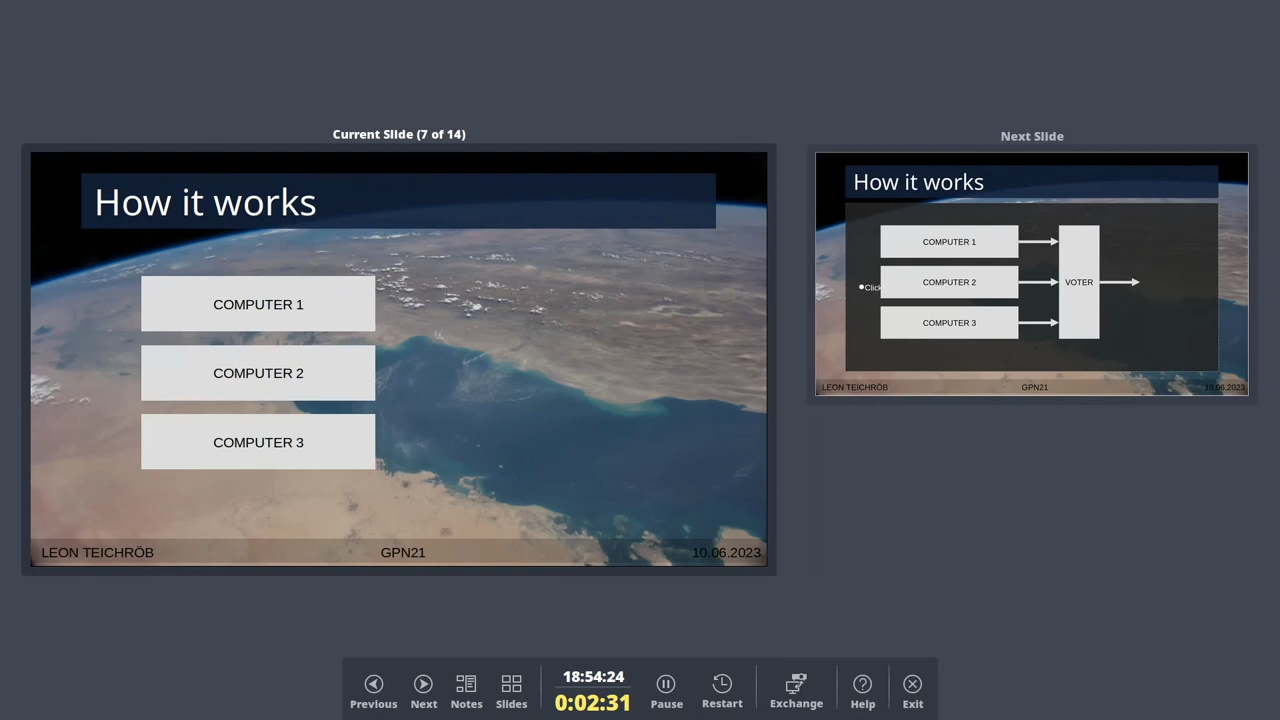 Current Slide (7 of 14)
How it works
COMPUTER 1
COMPUTER 2
COMPUTER 3
LEON TEICHRÖB GPN21 10.06.2023
Next Slide
How it works
COMPUTER 1
COMPUTER 2
COMPUTER 3
VOTER
Click
LEON TEICHRÖB GPN21 10.06.2023
Previous
Next
Notes
Slides
18:54:24
0:02:31
Pause
Restart
Exchange
Help
Exit